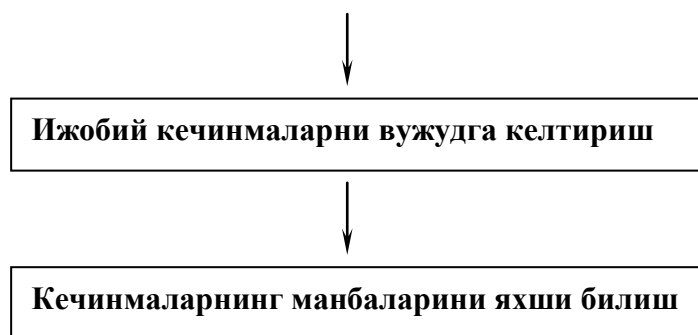 Ижобий кечинмаларни вужудга келтириш
Кечинмаларнинг манбаларини яхши билиш